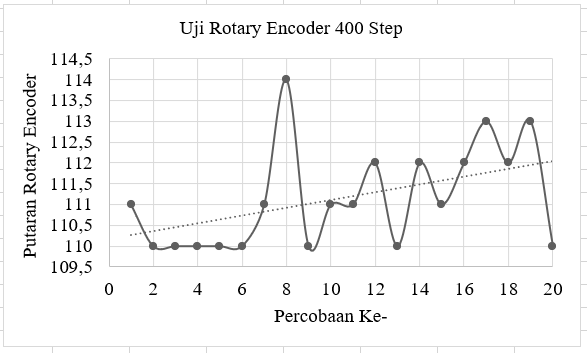 Uji Rotary Encoder 400 Step
Putaran Rotary Encoder
114,5
114
113,5
113
112,5
112
111,5
111
110,5
110
109,5
0 2 4 6 8 10 12 14 16 18 20
Percobaan Ke-